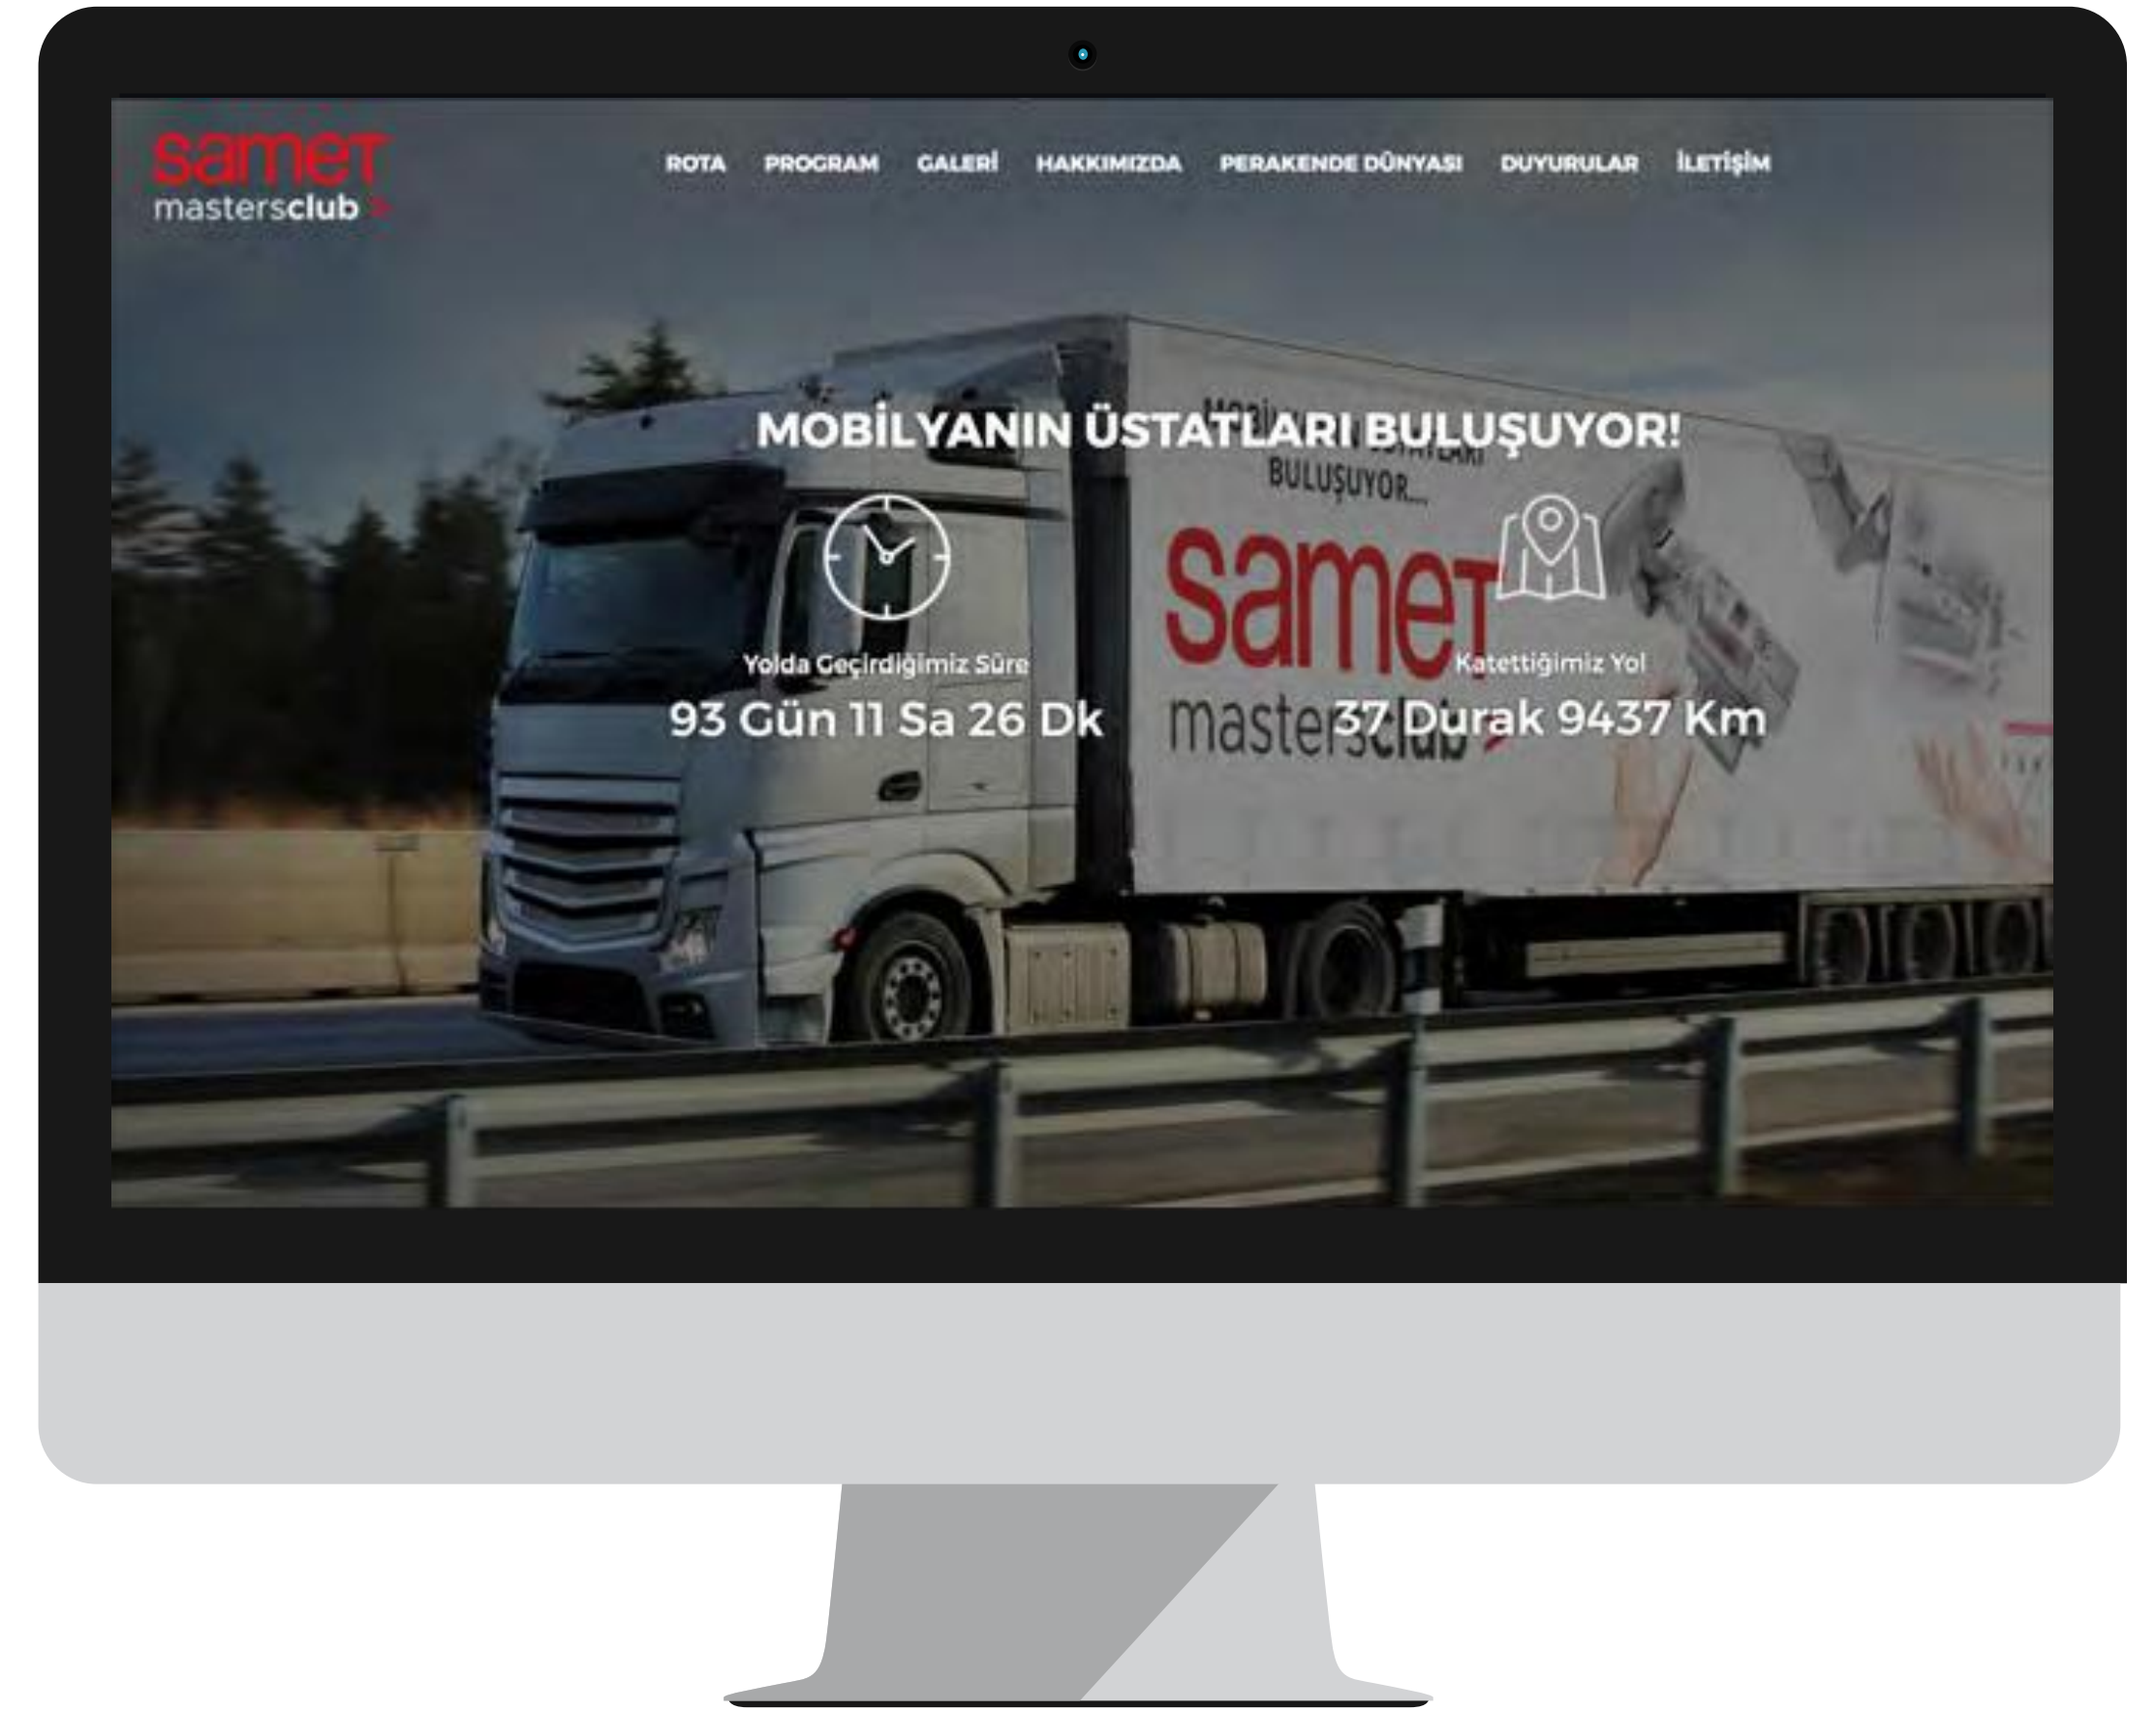 samet
mastersclub
ROTA PROGRAM GALERİ HAKKIMIZDA PERAKENDE DÜNYASI DUYURULAR İLETİŞİM
MOBİLYANIN ÜSTATLARI BULUŞUYOR!
BULUŞUYOR...
samet
mastersclub
Yolda Geçirdiğimiz Süre
Katettiğimiz Yol
93 Gün 11 Sa 26 Dk
37 Durak 9437 Km